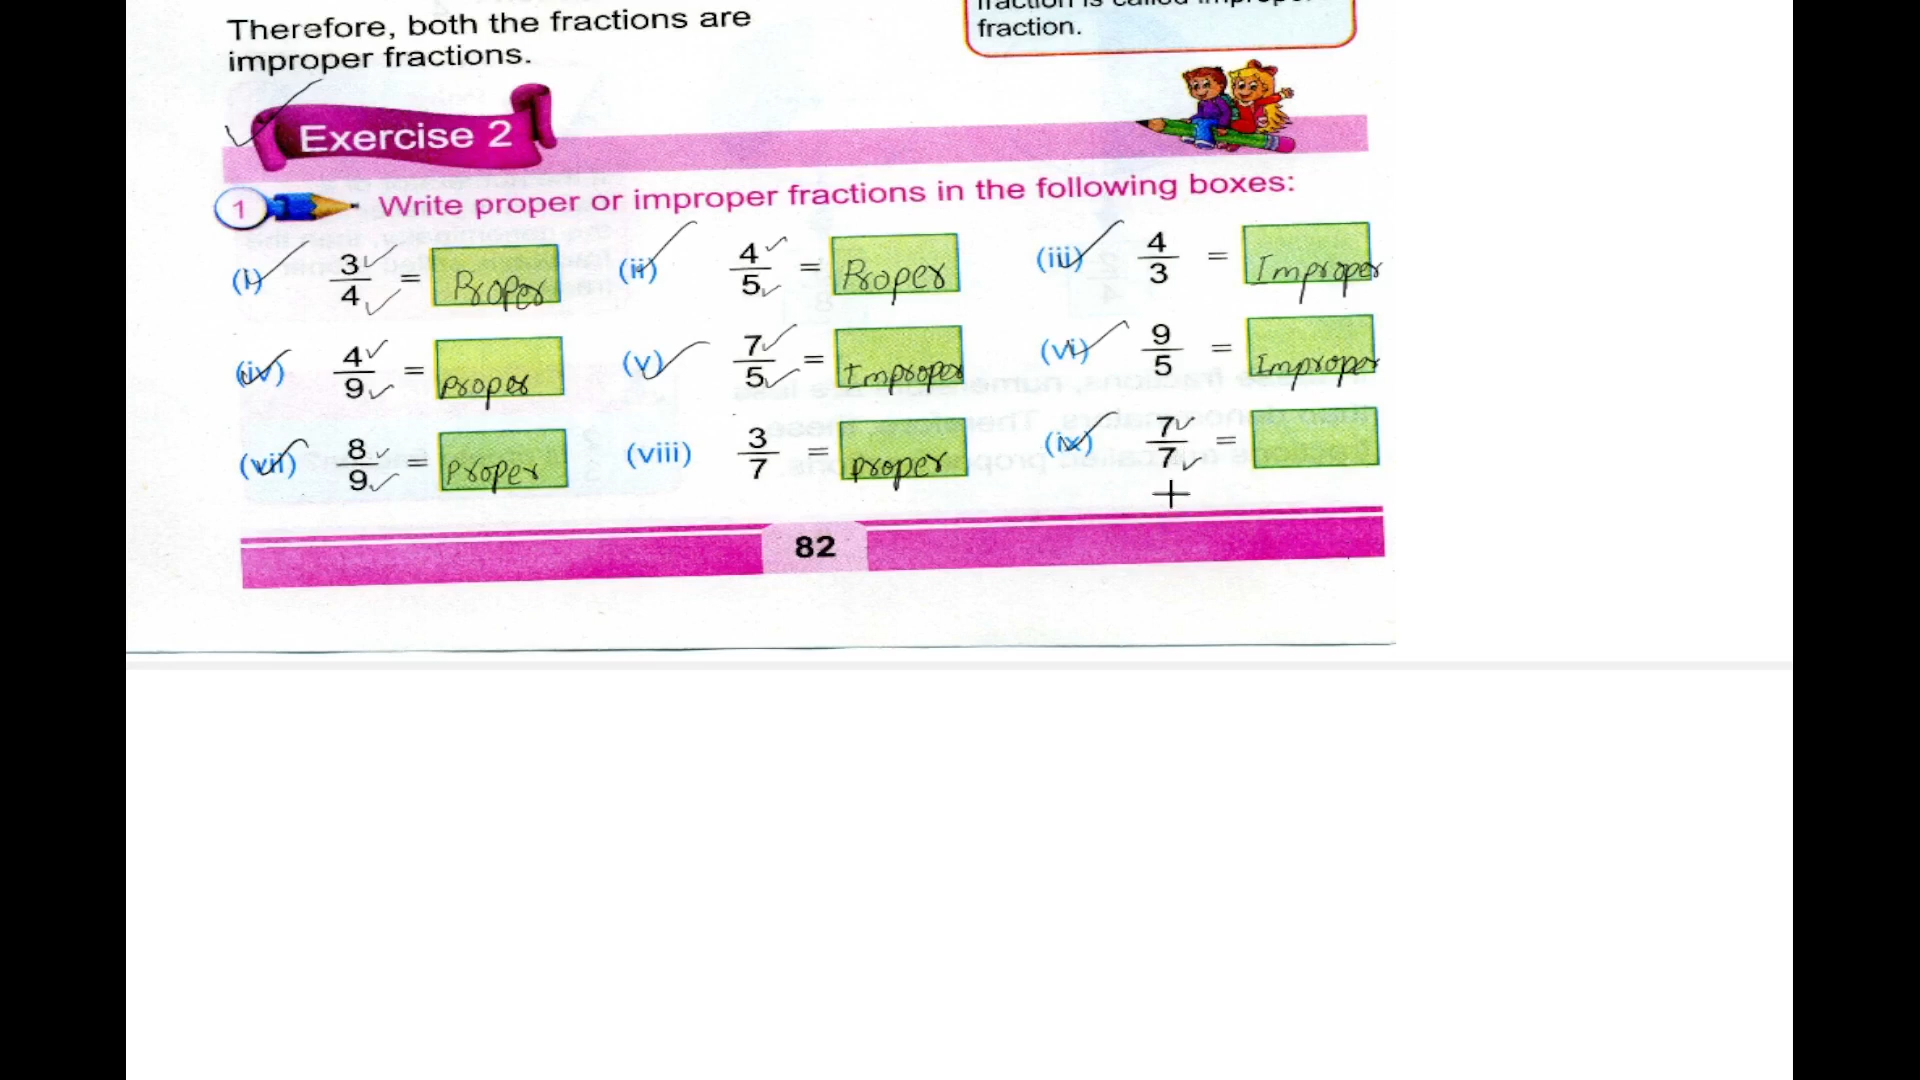 Therefore, both the fractions are
improper fractions.
fraction.
Exercise 2
1 Write proper or improper fractions in the following boxes:
(i) 3/4 = Proper (ii) 4/5 = Proper (iii) 4/3 = Improper
(iv) 4/9 = proper (v) 7/5 = Improper (vi) 9/5 = Improper
(vii) 8/9 = proper (viii) 3/7 = proper (ix) 7/7 =
82